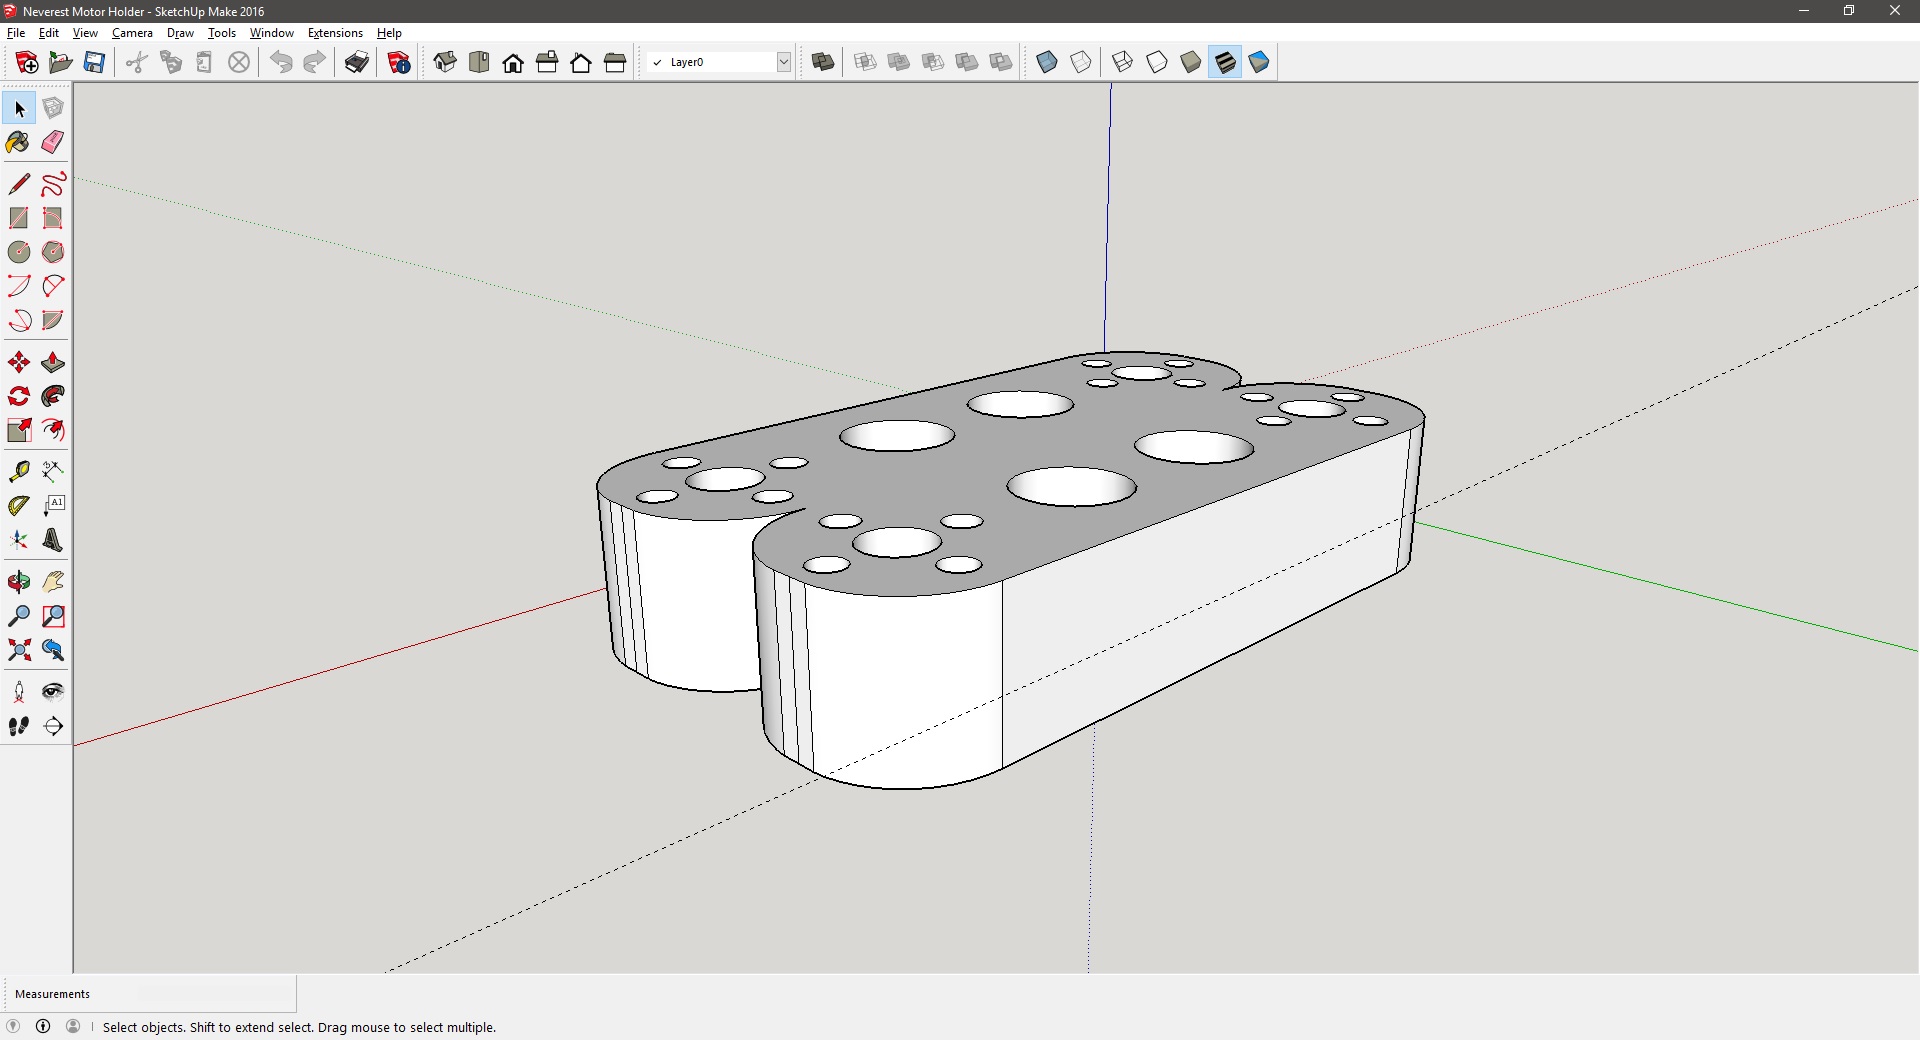 Neverest Motor Holder - SketchUp Make 2016
File Edit View Camera Draw Tools Window Extensions Help
Layer0
A1
Measurements
Select objects. Shift to extend select. Drag mouse to select multiple.